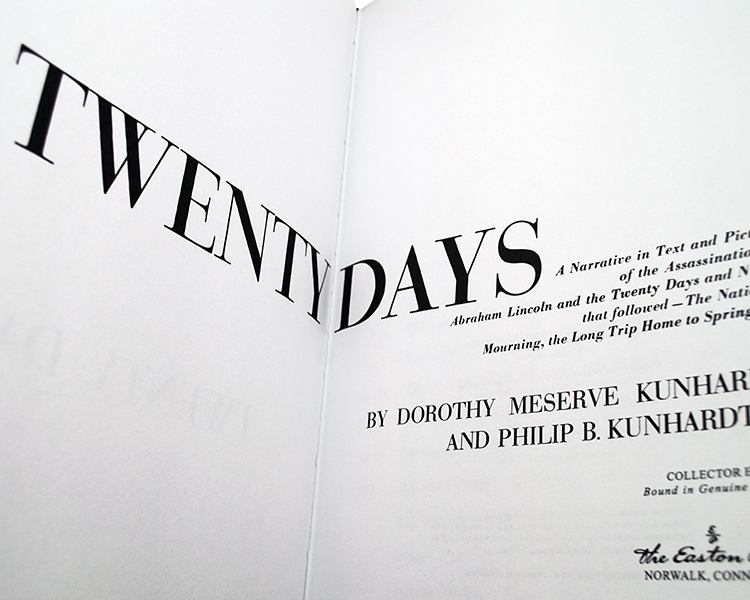 TWENTY DAYS
A Narrative in Text and Pict
of the Assassinatio
Abraham Lincoln and the Twenty Days and N
that followed – The Nati
Mourning, the Long Trip Home to Spring
BY DOROTHY MESERVE KUNHAR
AND PHILIP B. KUNHARDT
COLLECTOR E
Bound in Genuine
The Easton
NORWALK, CONN